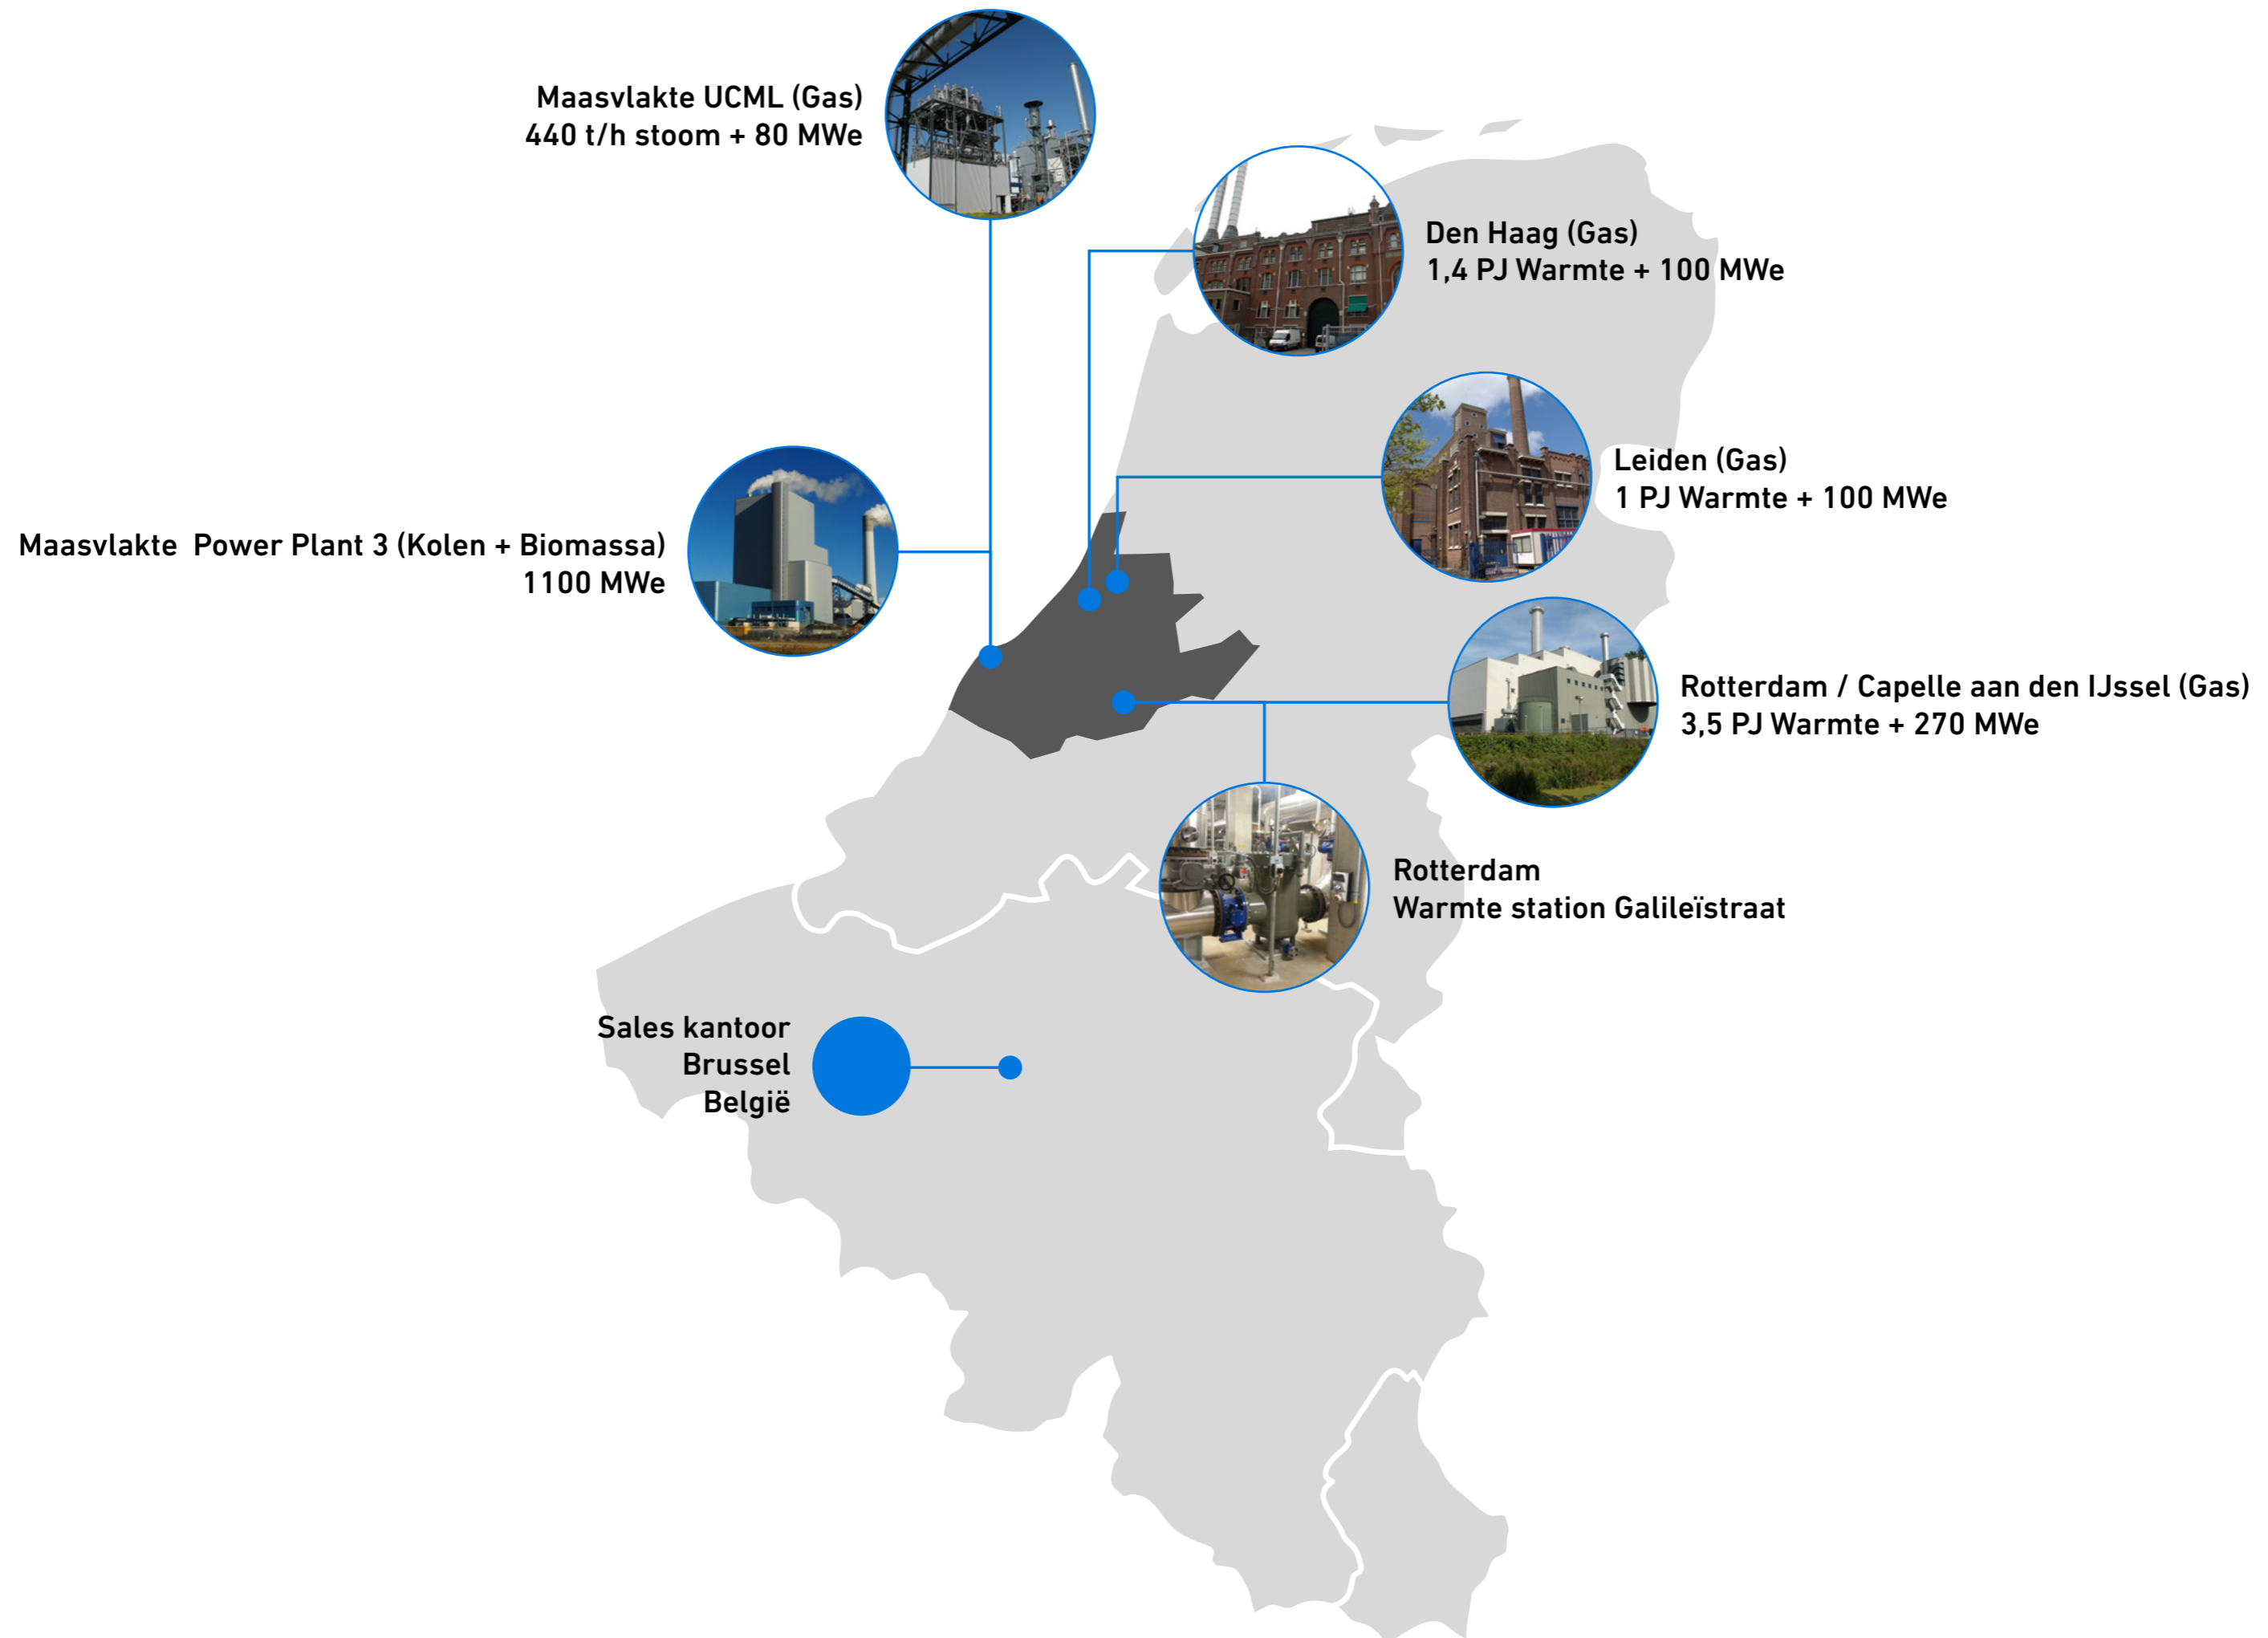 Maasvlakte UCML (Gas)
440 t/h stoom + 80 MWe
Den Haag (Gas)
1,4 PJ Warmte + 100 MWe
Leiden (Gas)
1 PJ Warmte + 100 MWe
Maasvlakte  Power Plant 3 (Kolen + Biomassa)
1100 MWe
Rotterdam / Capelle aan den IJssel (Gas)
3,5 PJ Warmte + 270 MWe
Rotterdam
Warmte station Galileïstraat
Sales kantoor
Brussel
België